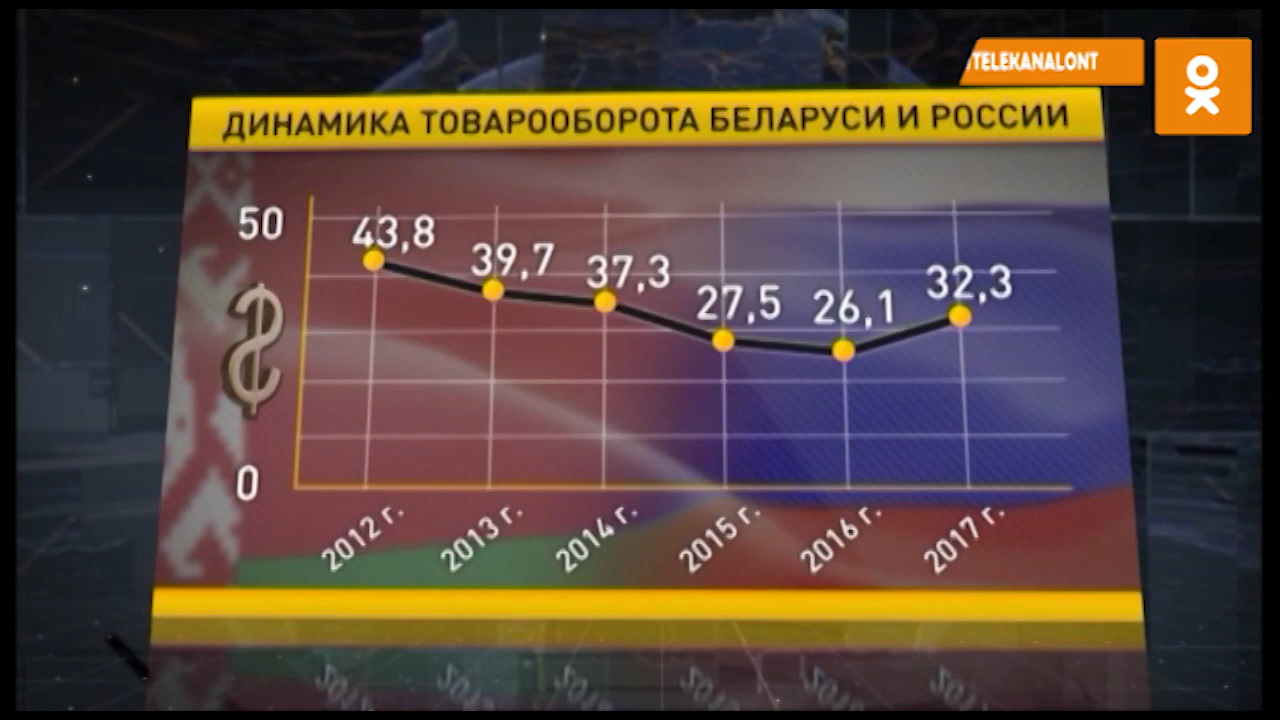 TELEKANALONT
ДИНАМИКА ТОВАРООБОРОТА БЕЛАРУСИ И РОССИИ
50
43,8
39,7
37,3
27,5
26,1
32,3
$
0
2012 г.
2013 г.
2014 г.
2015 г.
2016 г.
2017 г.